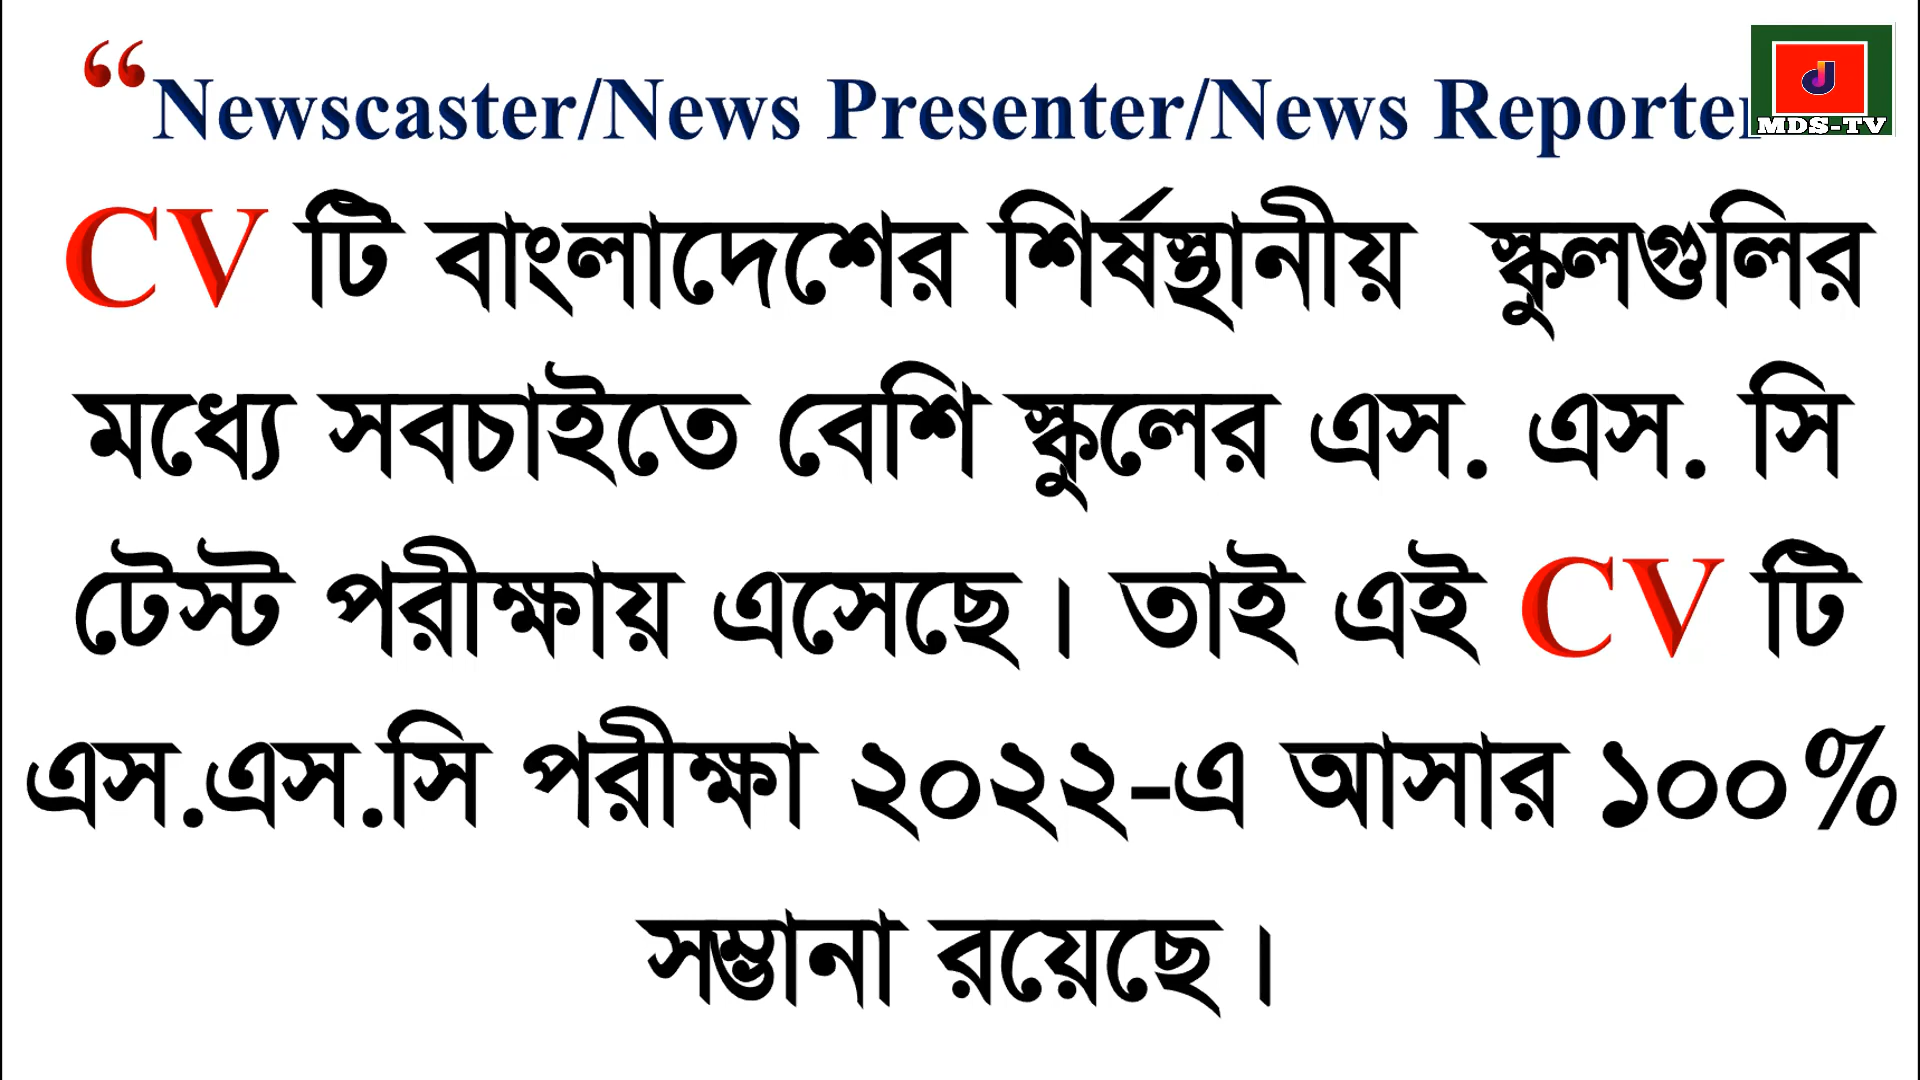 “Newscaster/News Presenter/News Reporter
MDS-TV
CV টি বাংলাদেশের শির্ষস্থানীয় স্কুলগুলির
মধ্যে সবচাইতে বেশি স্কুলের এস. এস. সি
টেস্ট পরীক্ষায় এসেছে। তাই এই CV টি
এস.এস.সি পরীক্ষা ২০২২-এ আসার ১০০%
সম্ভানা রয়েছে।